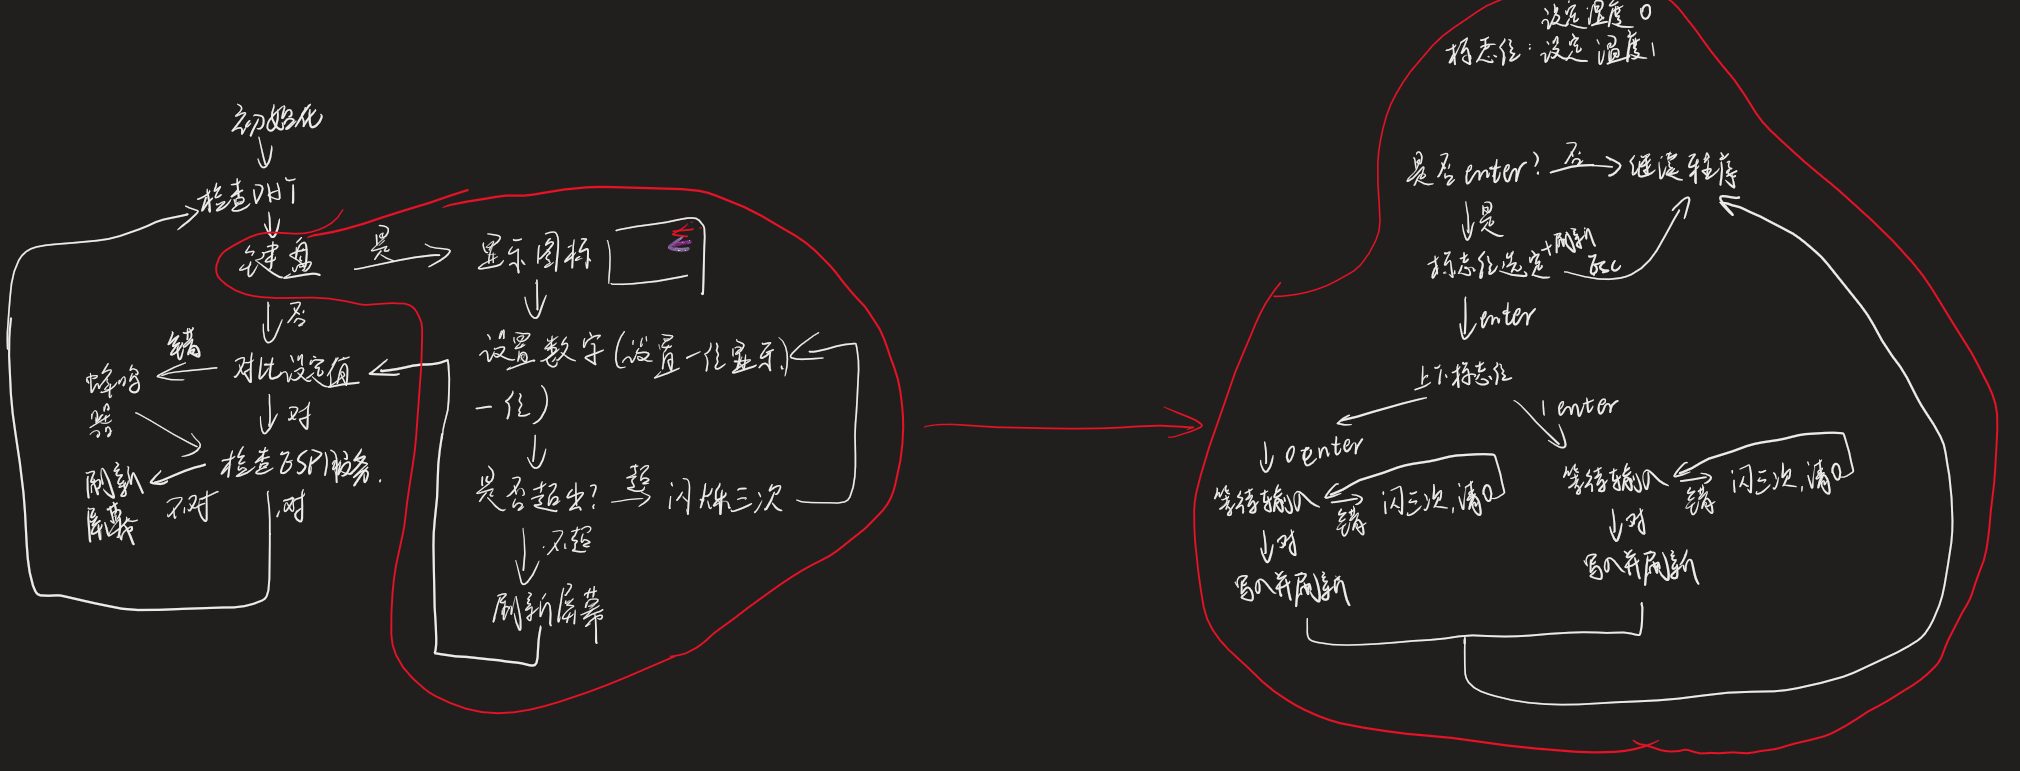 初始化
检查DHT
键盘
是
显示图标
否
设置数字(设置一位显示
一位)
错
对比设定值
蜂鸣
器
对
检查ESP服务.
刷新
屏幕
不对
对
是否超出?
超
闪烁三次
不超
刷新屏幕
设定湿度0
标志位:设定温度1
是否enter?
否
继续程序
是
标志位选定+刷新
esc
enter
上下标志位
0 enter
1 enter
等待输入
错
闪三次,清0
对
写入并刷新
等待输入
错
闪三次,清0
对
写入并刷新